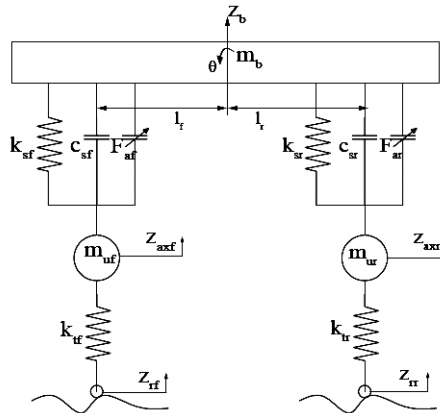 z_b
θ m_b
l_f l_r
k_sf c_sf F_af k_sr c_sr F_ar
z_axf z_axr
m_uf m_ur
k_tf k_tr
z_rf z_rr